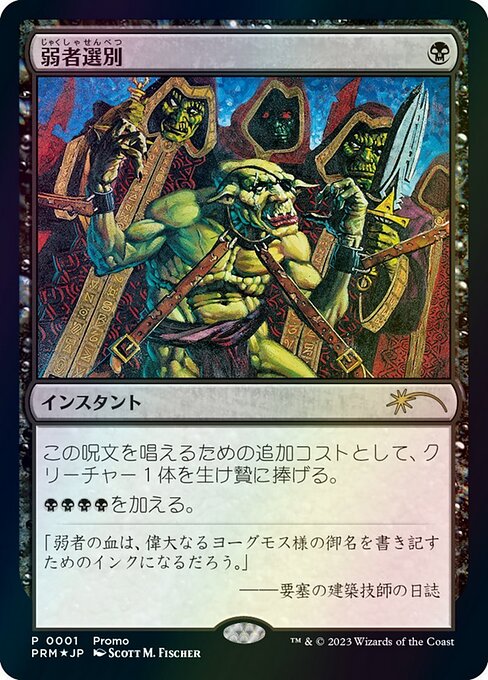 じゃくしゃせんべつ
弱者選別
インスタント
この呪文を唱えるための追加コストとして、ク
リーチャー１体を生け贄に捧げる。
を加える。
「弱者の血は、偉大なるヨーグモス様の御名を書き記す
ためのインクになるだろう。」
――要塞の建築技師の日誌
P 0001 Promo
PRM★JP Scott M. Fischer
™ & © 2023 Wizards of the Coast